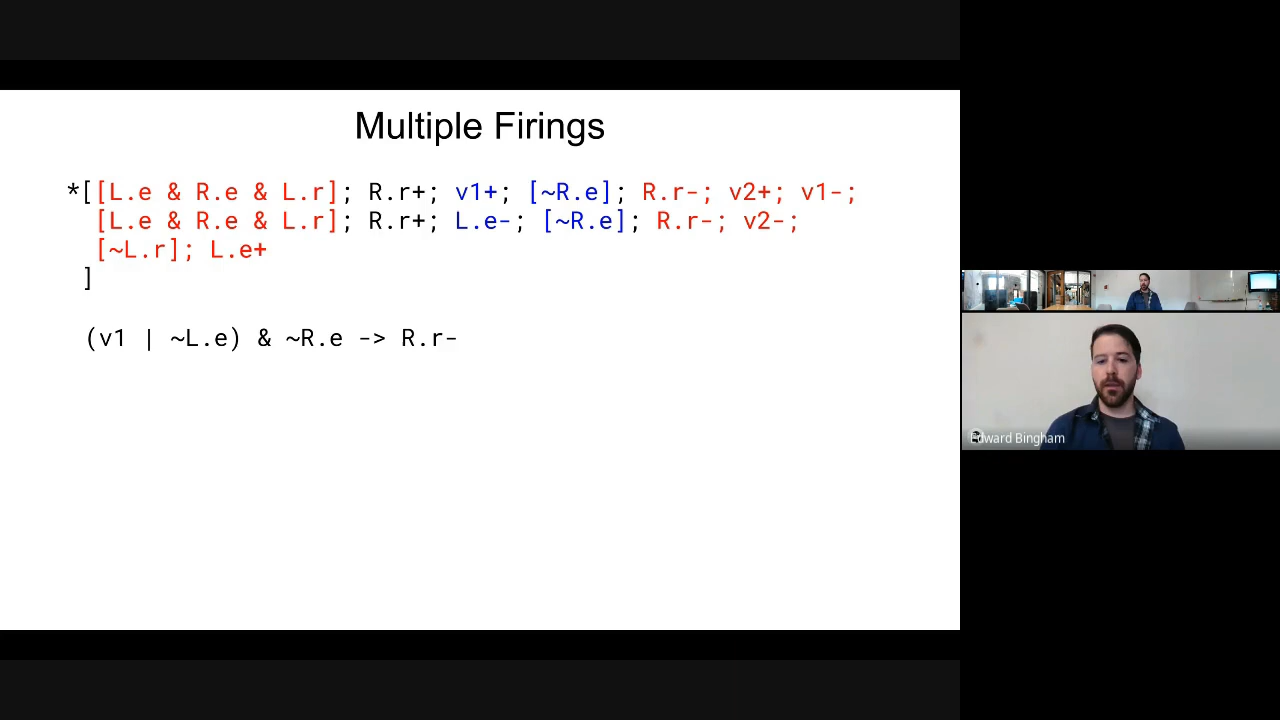 Multiple Firings
*[[L.e & R.e & L.r]; R.r+; v1+; [~R.e]; R.r-; v2+; v1-;
[L.e & R.e & L.r]; R.r+; L.e-; [~R.e]; R.r-; v2-;
[~L.r]; L.e+
]
(v1 | ~L.e) & ~R.e -> R.r-
Edward Bingham